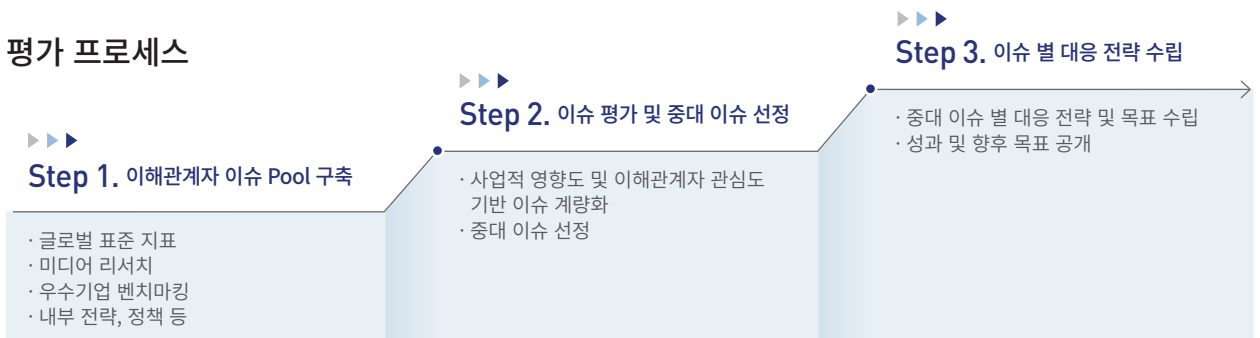 평가 프로세스
Step 1. 이해관계자 이슈 Pool 구축
· 글로벌 표준 지표
· 미디어 리서치
· 우수기업 벤치마킹
· 내부 전략, 정책 등
Step 2. 이슈 평가 및 중대 이슈 선정
· 사업적 영향도 및 이해관계자 관심도
기반 이슈 계량화
· 중대 이슈 선정
Step 3. 이슈 별 대응 전략 수립
· 중대 이슈 별 대응 전략 및 목표 수립
· 성과 및 향후 목표 공개